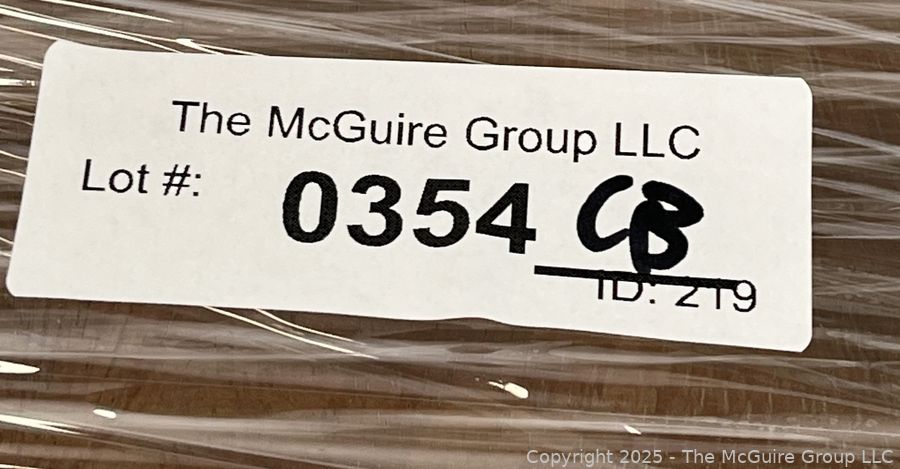 The McGuire Group LLC
Lot #: 0354 CB
ID: 219
Copyright 2025 - The McGuire Group LLC